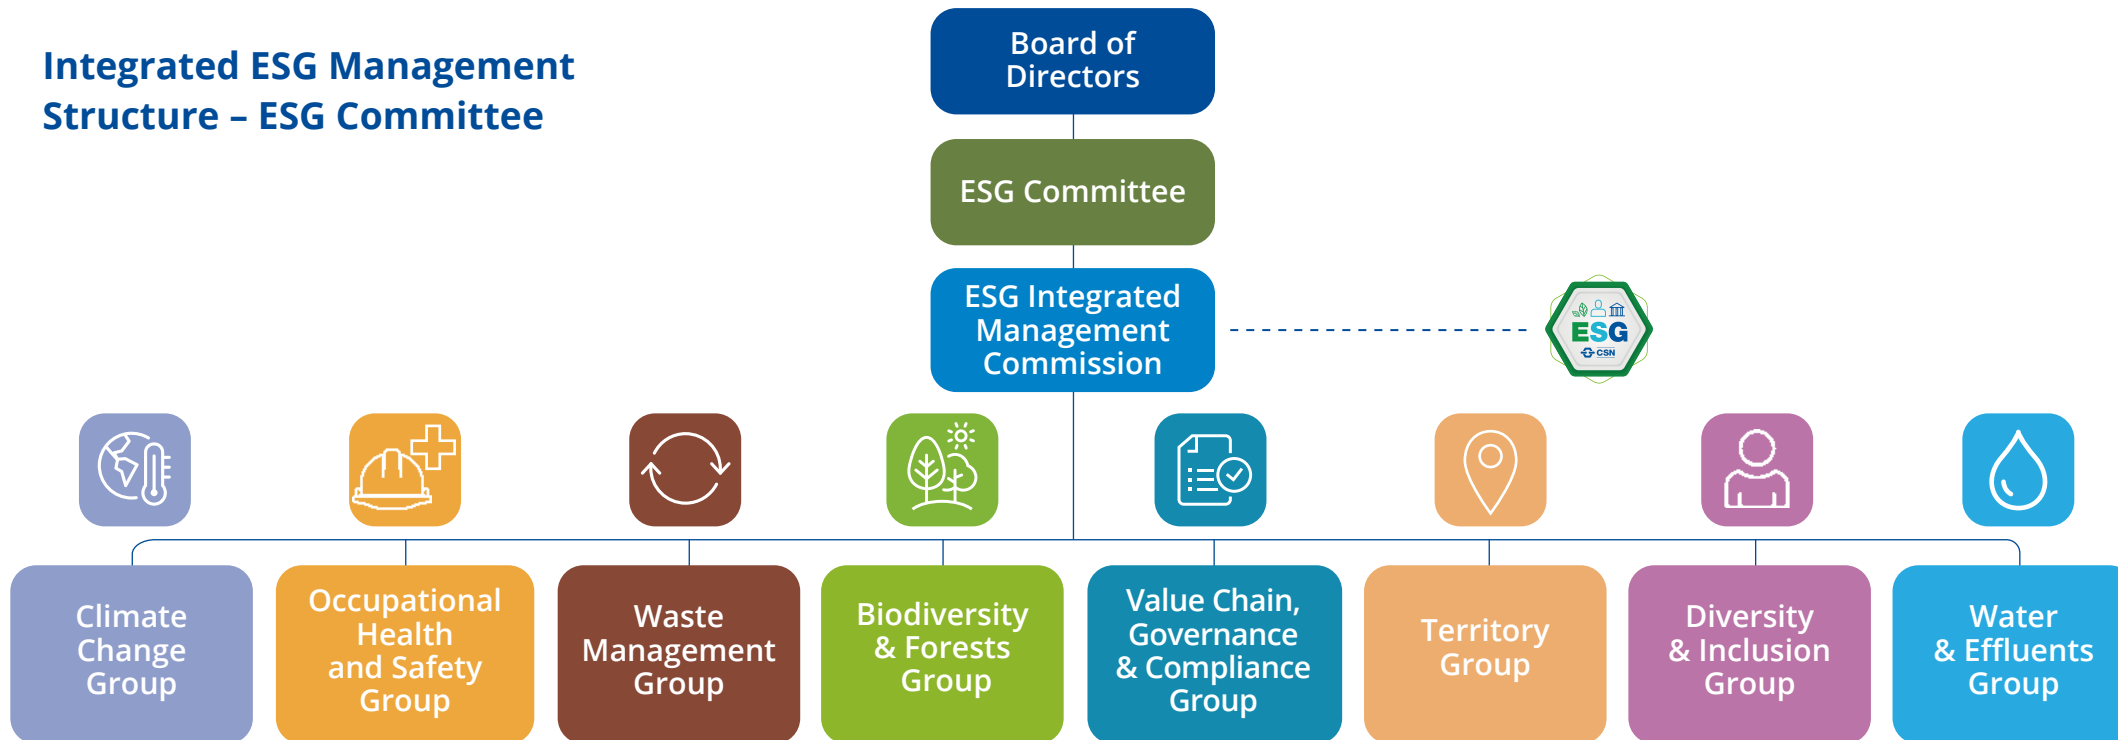 Integrated ESG Management
Structure – ESG Committee
Board of
Directors
ESG Committee
ESG Integrated
Management
Commission
ESG
CSN
Climate
Change
Group
Occupational
Health
and Safety
Group
Waste
Management
Group
Biodiversity
& Forests
Group
Value Chain,
Governance
& Compliance
Group
Territory
Group
Diversity
& Inclusion
Group
Water
& Effluents
Group